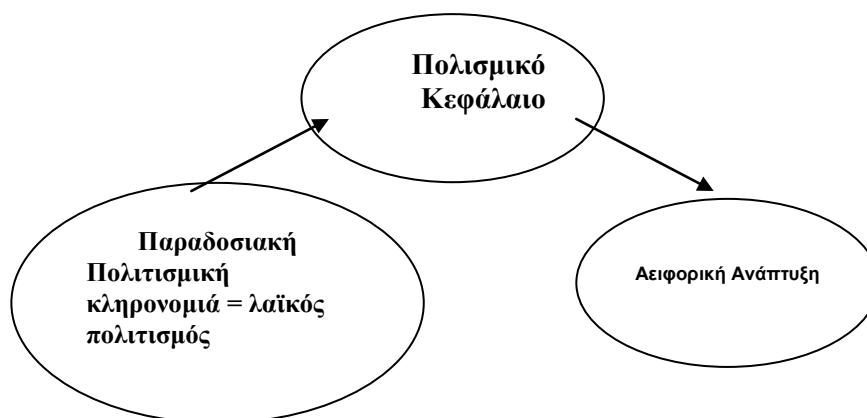 Πολισμικό
Κεφάλαιο
Παραδοσιακή
Πολιτισμική
κληρονομιά = λαϊκός
πολιτισμός
Αειφορική Ανάπτυξη